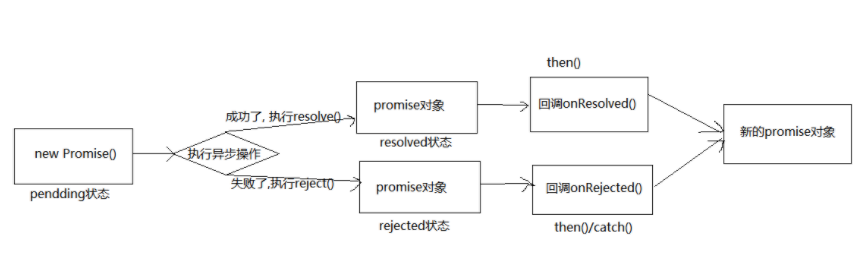 then()
成功了, 执行resolve()
promise对象
回调onResolved()
resolved状态
new Promise()
执行异步操作
新的promise对象
pendding状态
失败了,执行reject()
promise对象
回调onRejected()
rejected状态
then()/catch()